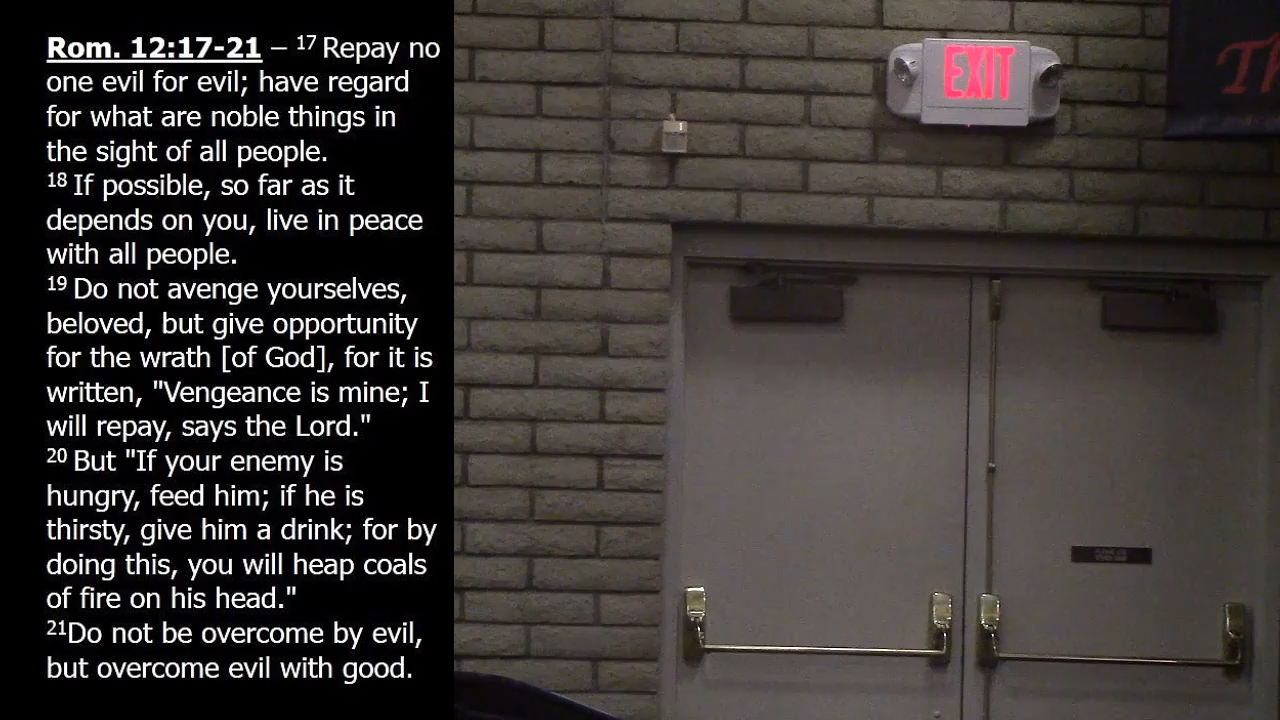 Rom. 12:17-21 – 17 Repay no
one evil for evil; have regard
for what are noble things in
the sight of all people.
18 If possible, so far as it
depends on you, live in peace
with all people.
19 Do not avenge yourselves,
beloved, but give opportunity
for the wrath [of God], for it is
written, "Vengeance is mine; I
will repay, says the Lord."
20 But "If your enemy is
hungry, feed him; if he is
thirsty, give him a drink; for by
doing this, you will heap coals
of fire on his head."
21Do not be overcome by evil,
but overcome evil with good.
EXIT